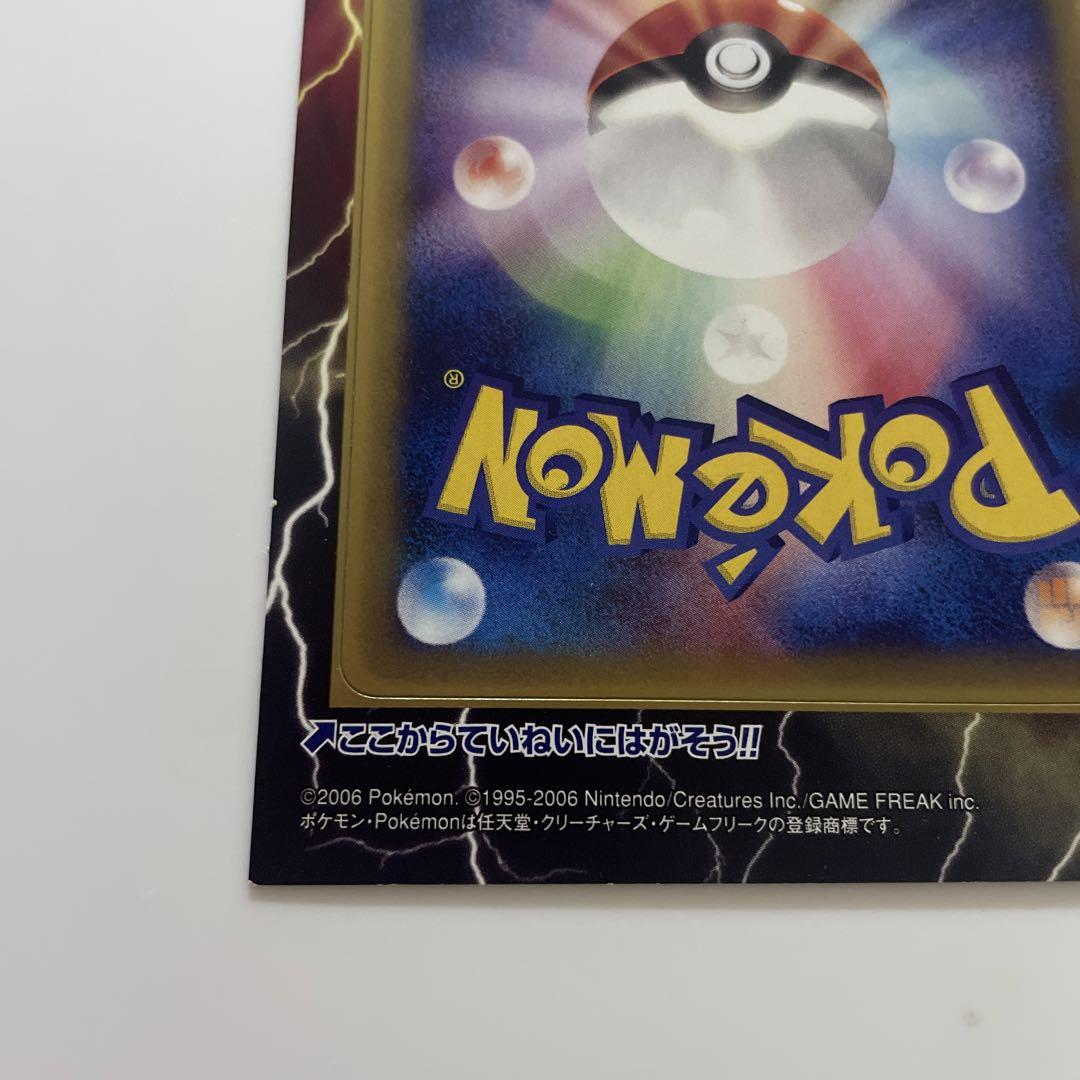 ®
POKéMON
↗ここからていねいにはがそう!!
©2006 Pokémon. ©1995-2006 Nintendo/Creatures Inc./GAME FREAK inc.
ポケモン・Pokémonは任天堂・クリーチャーズ・ゲームフリークの登録商標です。